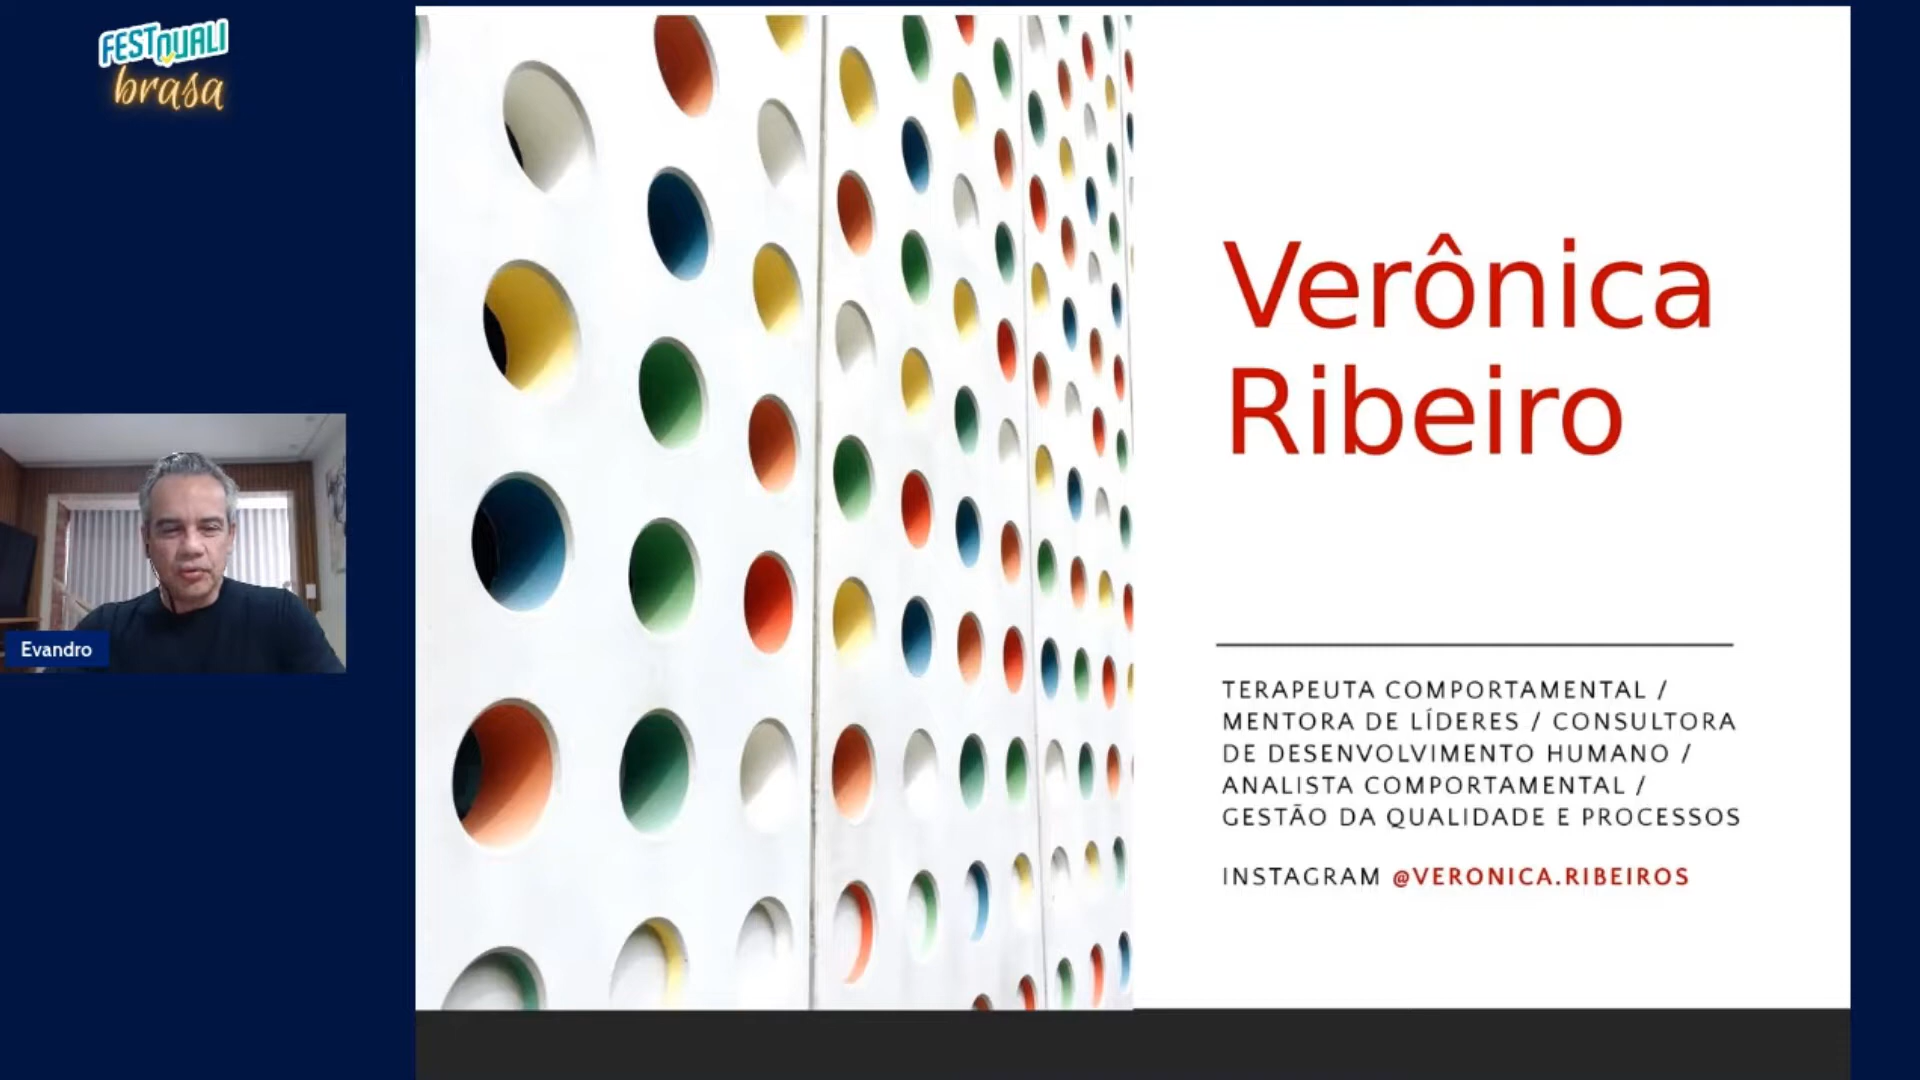 FESTQUALI
brasa
Evandro
Verônica
Ribeiro
TERAPEUTA COMPORTAMENTAL /
MENTORA DE LÍDERES / CONSULTORA
DE DESENVOLVIMENTO HUMANO /
ANALISTA COMPORTAMENTAL /
GESTÃO DA QUALIDADE E PROCESSOS
INSTAGRAM @VERONICA.RIBEIROS